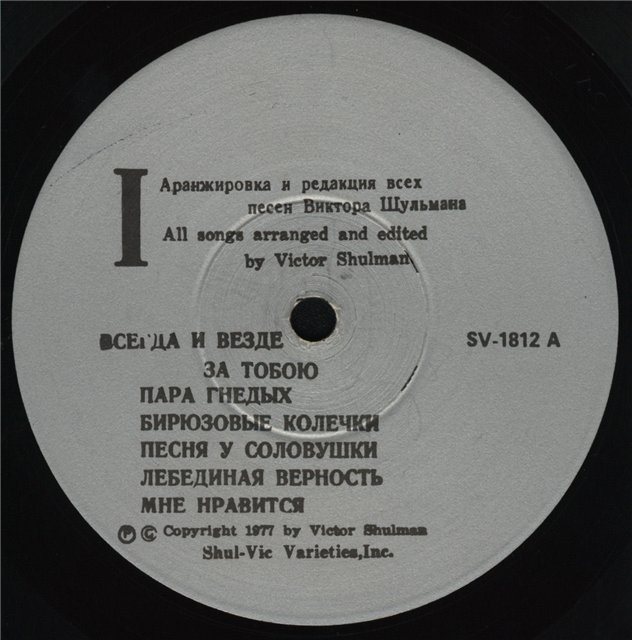 I
Аранжировка и редакция всех
песен Виктора Шульмана
All songs arranged and edited
by Victor Shulman
ВСЕГДА И ВЕЗДЕ
ЗА ТОБОЮ
SV-1812 A
ПАРА ГНЕДЫХ
БИРЮЗОВЫЕ КОЛЕЧКИ
ПЕСНЯ У СОЛОВУШКИ
ЛЕБЕДИНАЯ ВЕРНОСТЬ
МНЕ НРАВИТСЯ
℗ © Copyright 1977 by Victor Shulman
Shul-Vic Varieties,Inc.